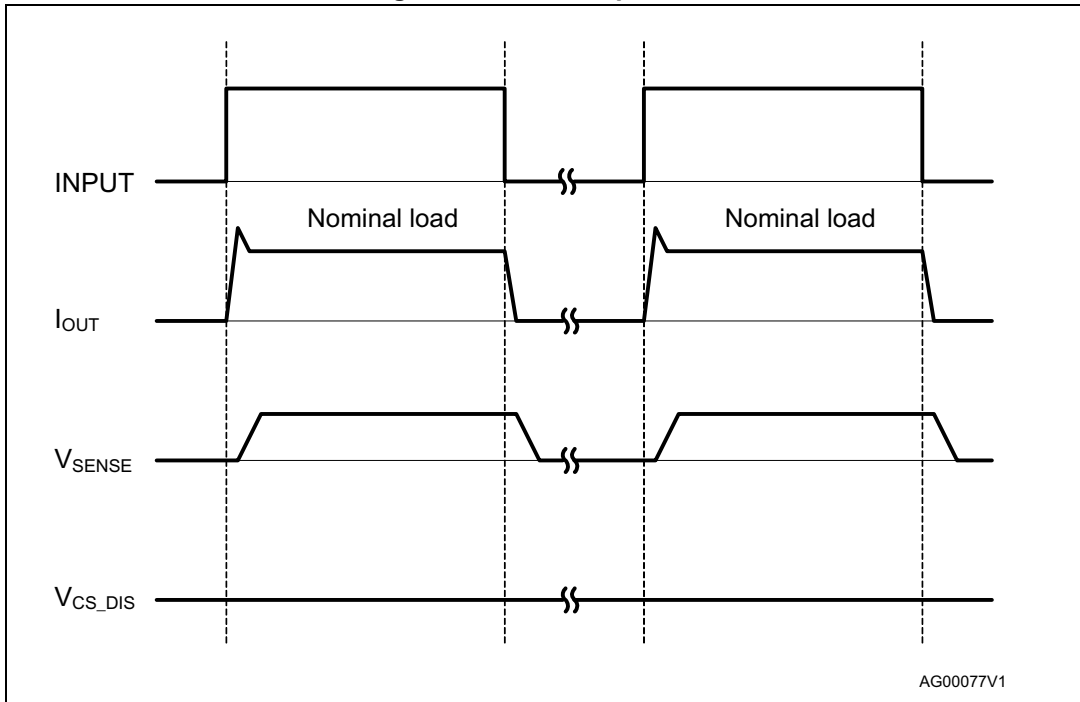 INPUT
Nominal load
Nominal load
IOUT
VSENSE
VCS_DIS
AG00077V1